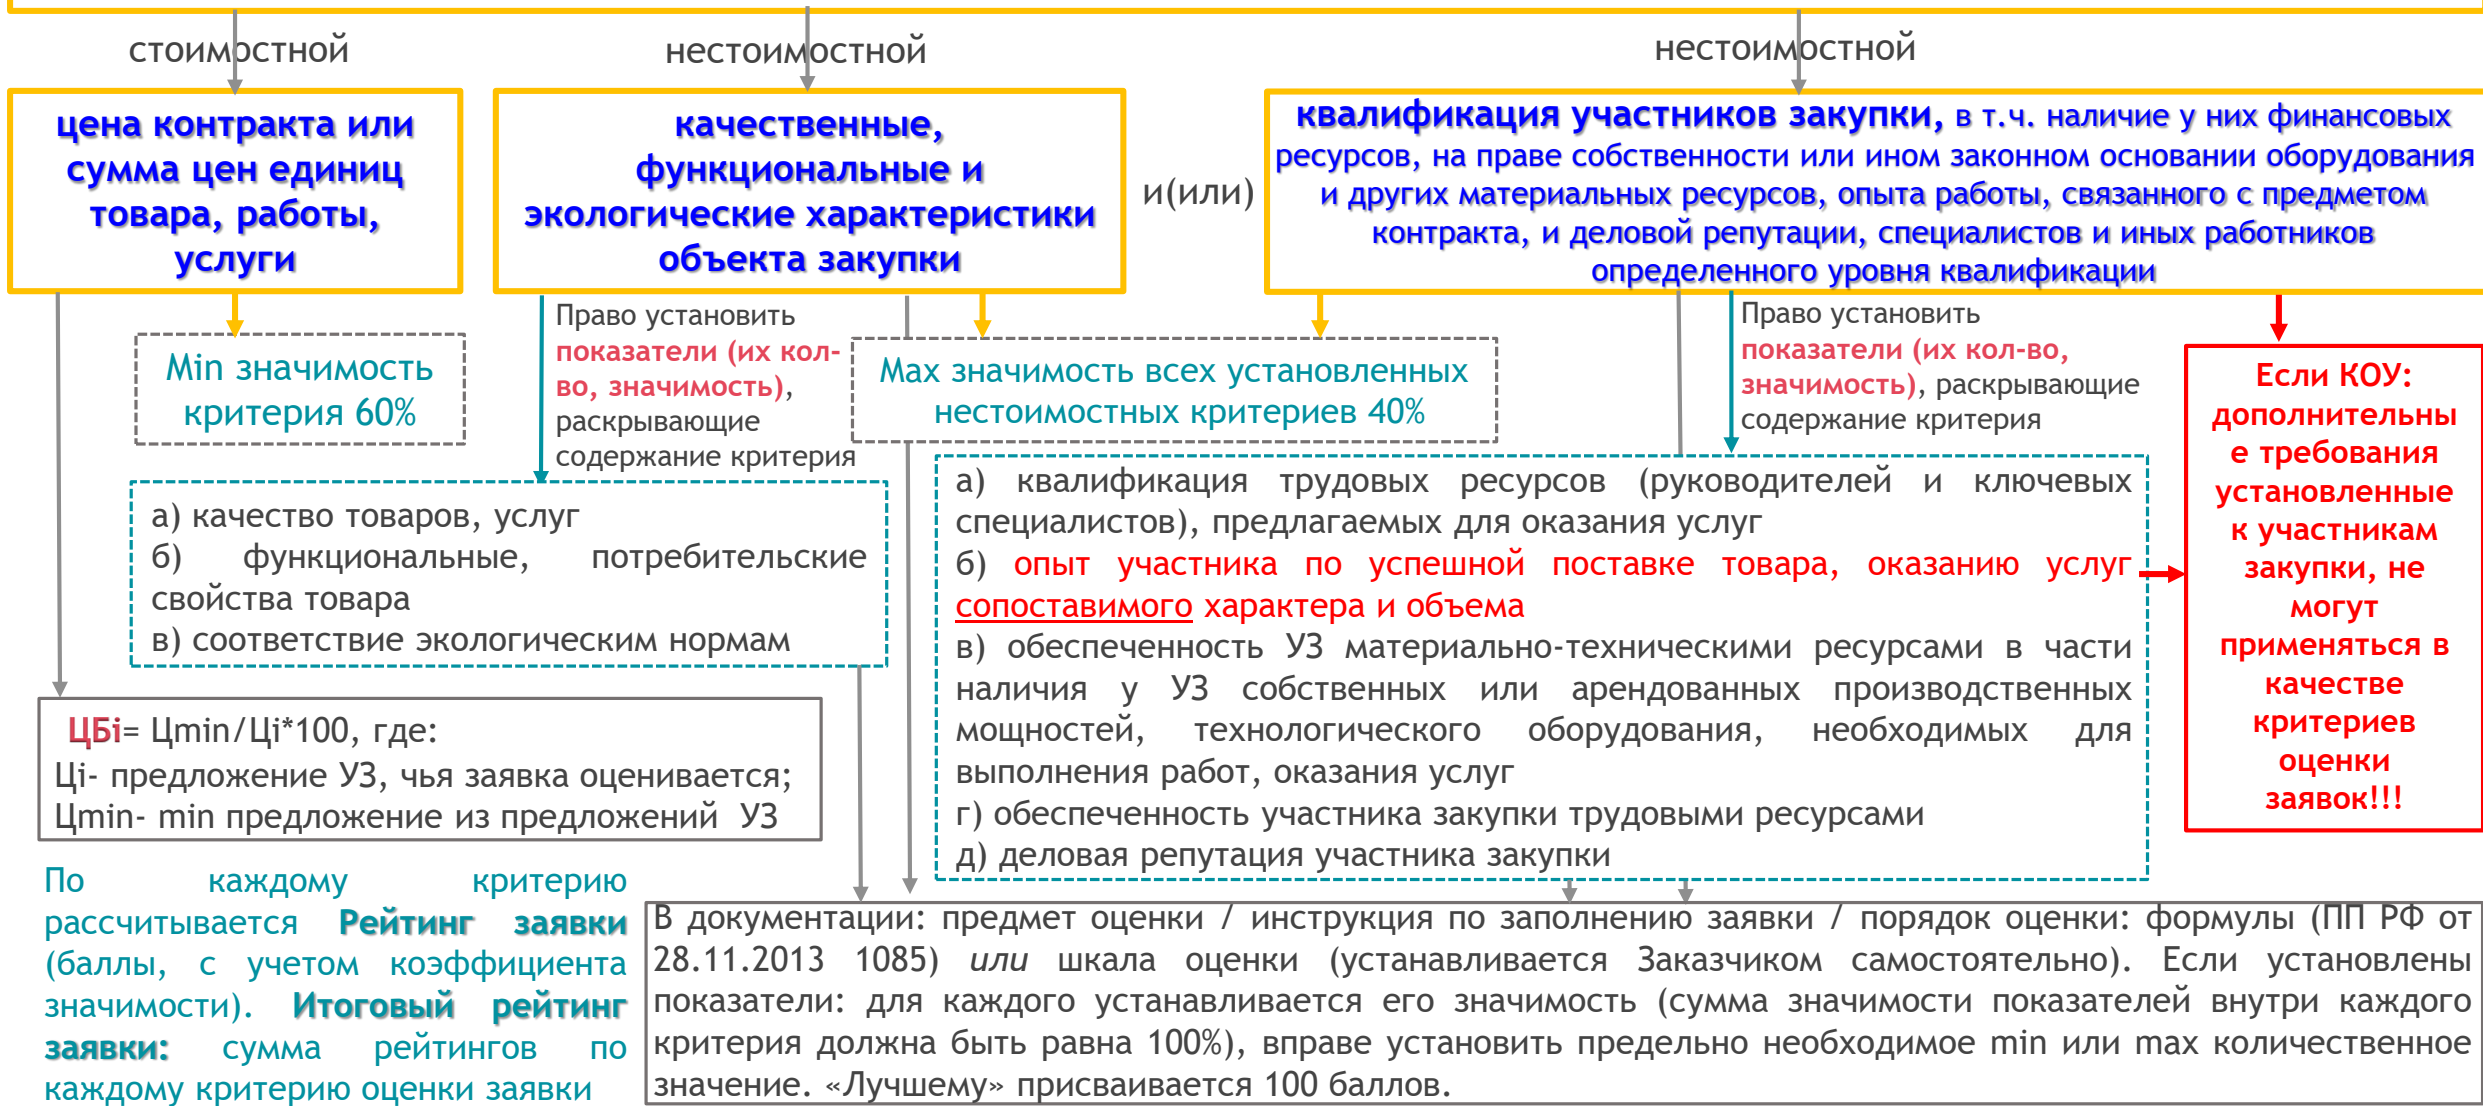 стоимостной
нестоимостной
нестоимостной
цена контракта или
сумма цен единиц
товара, работы,
услуги
качественные,
функциональные и
экологические характеристики
объекта закупки
и(или)
квалификация участников закупки, в т.ч. наличие у них финансовых
ресурсов, на праве собственности или ином законном основании оборудования
и других материальных ресурсов, опыта работы, связанного с предметом
контракта, и деловой репутации, специалистов и иных работников
определенного уровня квалификации
Min значимость
критерия 60%
Право установить
показатели (их кол-
во, значимость),
раскрывающие
содержание критерия
Max значимость всех установленных
нестоимостных критериев 40%
Право установить
показатели (их кол-во,
значимость), раскрывающие
содержание критерия
Если КОУ:
дополнительны
е требования
установленные
к участникам
закупки, не
могут
применяться в
качестве
критериев
оценки
заявок!!!
а) качество товаров, услуг
б) функциональные, потребительские
свойства товара
в) соответствие экологическим нормам
а) квалификация трудовых ресурсов (руководителей и ключевых
специалистов), предлагаемых для оказания услуг
б) опыт участника по успешной поставке товара, оказанию услуг
сопоставимого характера и объема
в) обеспеченность УЗ материально-техническими ресурсами в части
наличия у УЗ собственных или арендованных производственных
мощностей, технологического оборудования, необходимых для
выполнения работ, оказания услуг
г) обеспеченность участника закупки трудовыми ресурсами
д) деловая репутация участника закупки
ЦБi= Цmin/Цi*100, где:
Цi- предложение УЗ, чья заявка оценивается;
Цmin- min предложение из предложений УЗ
По каждому критерию
рассчитывается Рейтинг заявки
(баллы, с учетом коэффициента
значимости). Итоговый рейтинг
заявки: сумма рейтингов по
каждому критерию оценки заявки
В документации: предмет оценки / инструкция по заполнению заявки / порядок оценки: формулы (ПП РФ от
28.11.2013 1085) или шкала оценки (устанавливается Заказчиком самостоятельно). Если установлены
показатели: для каждого устанавливается его значимость (сумма значимости показателей внутри каждого
критерия должна быть равна 100%), вправе установить предельно необходимое min или max количественное
значение. «Лучшему» присваивается 100 баллов.